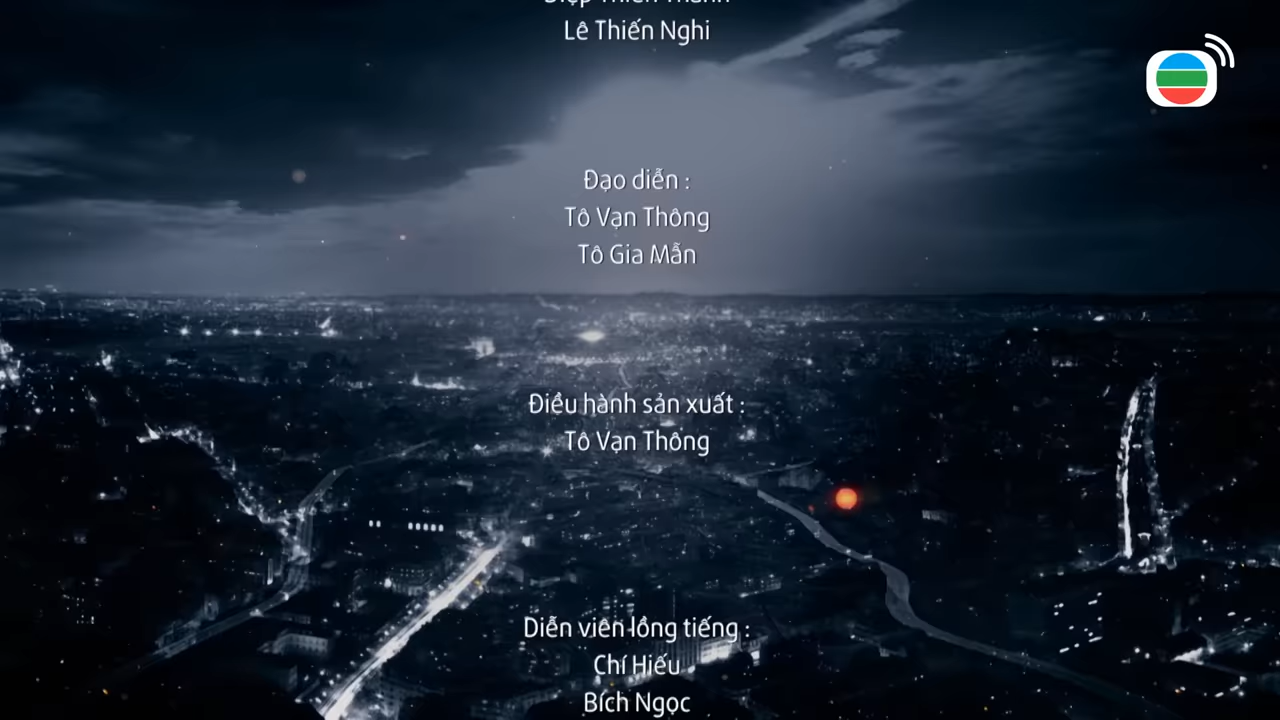 Lê Thiến Nghi
Đạo diễn :
Tô Vạn Thông
Tô Gia Mẫn
Điều hành sản xuất :
Tô Vạn Thông
Diễn viên lồng tiếng :
Chí Hiếu
Bích Ngọc